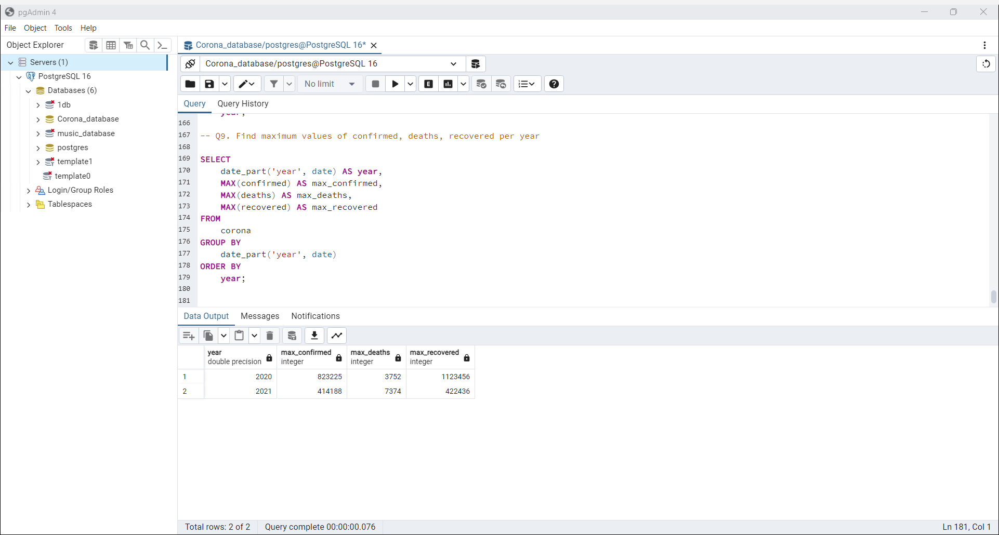 pgAdmin 4
File Object Tools Help
Object Explorer
Servers (1)
PostgreSQL 16
Databases (6)
1db
Corona_database
music_database
postgres
template1
template0
Login/Group Roles
Tablespaces
Corona_database/postgres@PostgreSQL 16*
Corona_database/postgres@PostgreSQL 16
No limit
E
Query Query History
year;
166
167 -- Q9. Find maximum values of confirmed, deaths, recovered per year
168
169 SELECT
170 date_part('year', date) AS year,
171 MAX(confirmed) AS max_confirmed,
172 MAX(deaths) AS max_deaths,
173 MAX(recovered) AS max_recovered
174 FROM
175 corona
176 GROUP BY
177 date_part('year', date)
178 ORDER BY
179 year;
180
181
Data Output Messages Notifications
year max_confirmed max_deaths max_recovered
double precision integer integer integer
1 2020 823225 3752 1123456
2 2021 414188 7374 422436
Total rows: 2 of 2 Query complete 00:00:00.076 Ln 181, Col 1